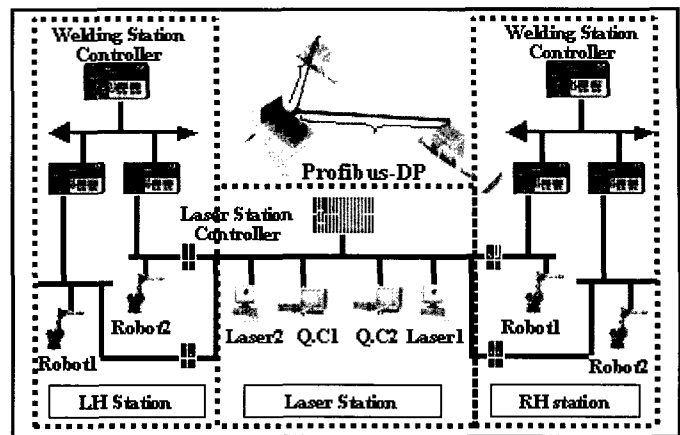 Welding Station
Controller
Welding Station
Controller
Profibus-DP
Laser Station
Controller
Robot2
Laser2
Q.C1
Q.C2
Laser1
Robot1
Robot1
Robot2
LH Station
Laser Station
RH station